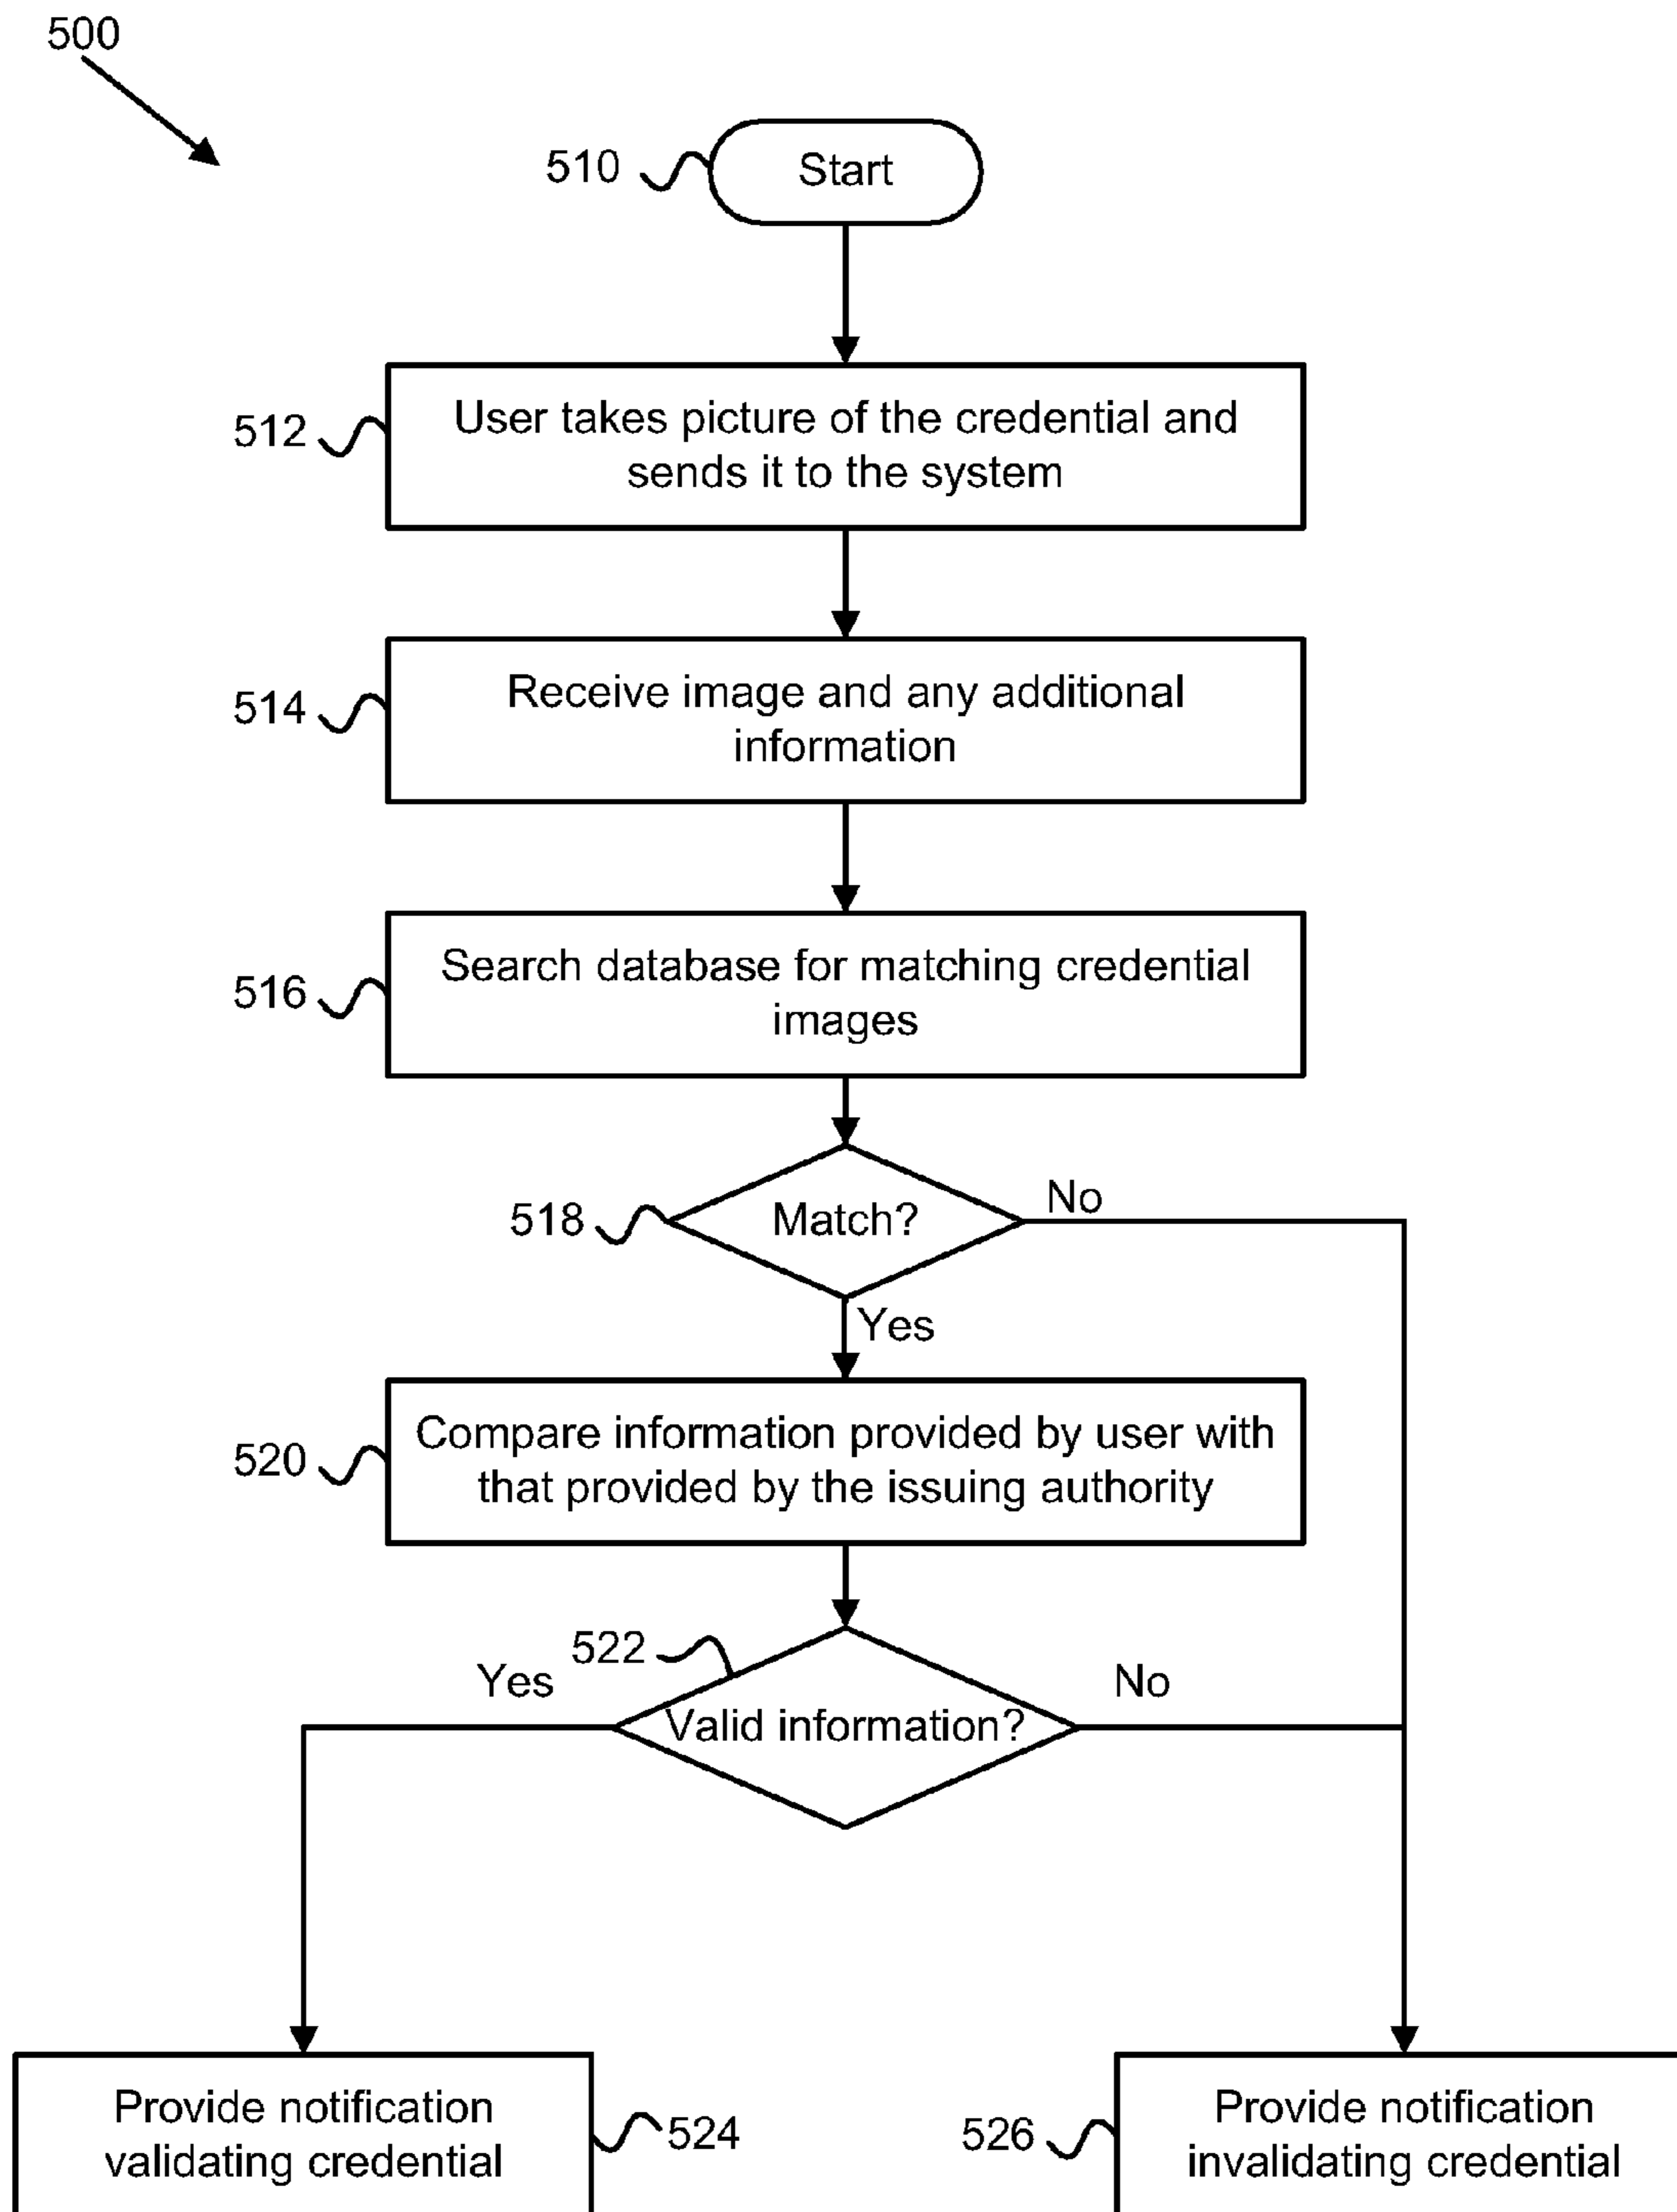 500
510
Start
512
User takes picture of the credential and
sends it to the system
514
Receive image and any additional
information
516
Search database for matching credential
images
518
Match?
No
Yes
520
Compare information provided by user with
that provided by the issuing authority
522
Yes
No
Valid information?
Provide notification
validating credential
524
526
Provide notification
invalidating credential